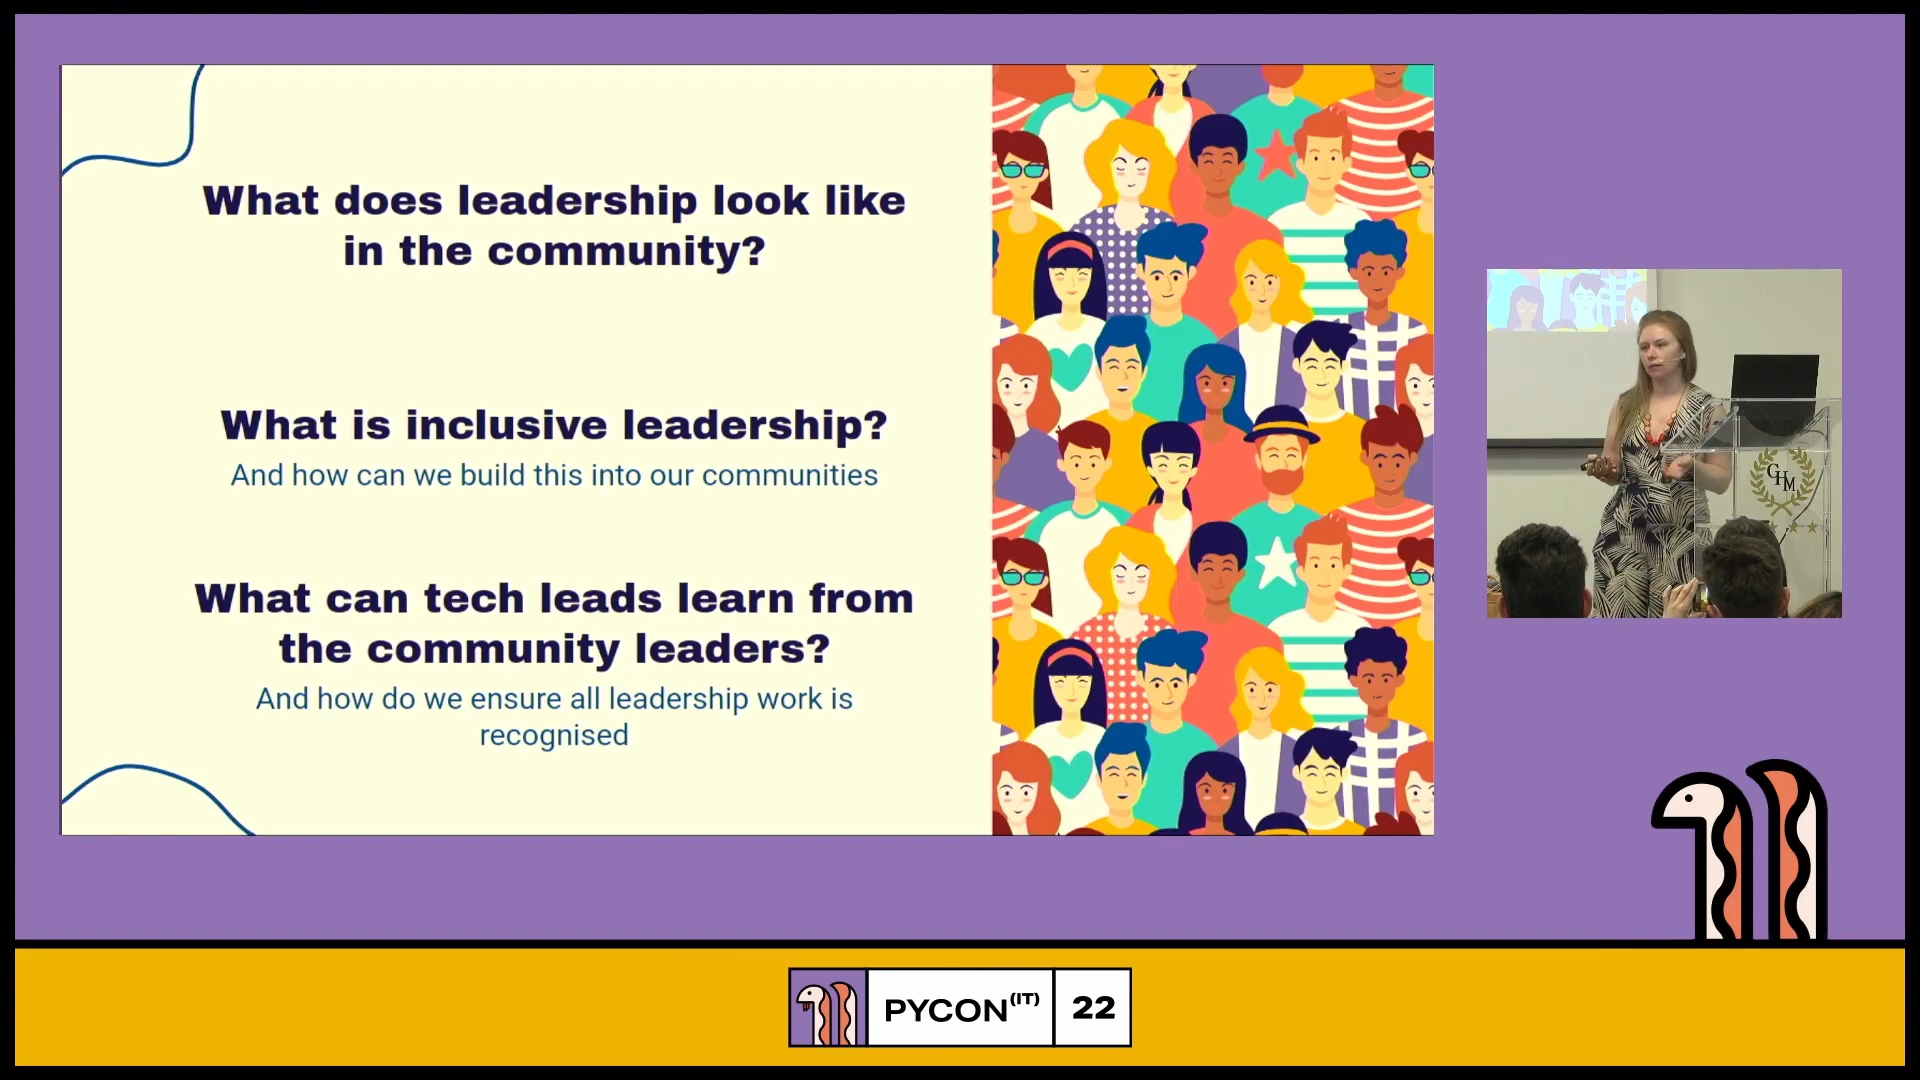 What does leadership look like
in the community?
What is inclusive leadership?
And how can we build this into our communities
What can tech leads learn from
the community leaders?
And how do we ensure all leadership work is
recognised
GHM
PYCON(IT) 22